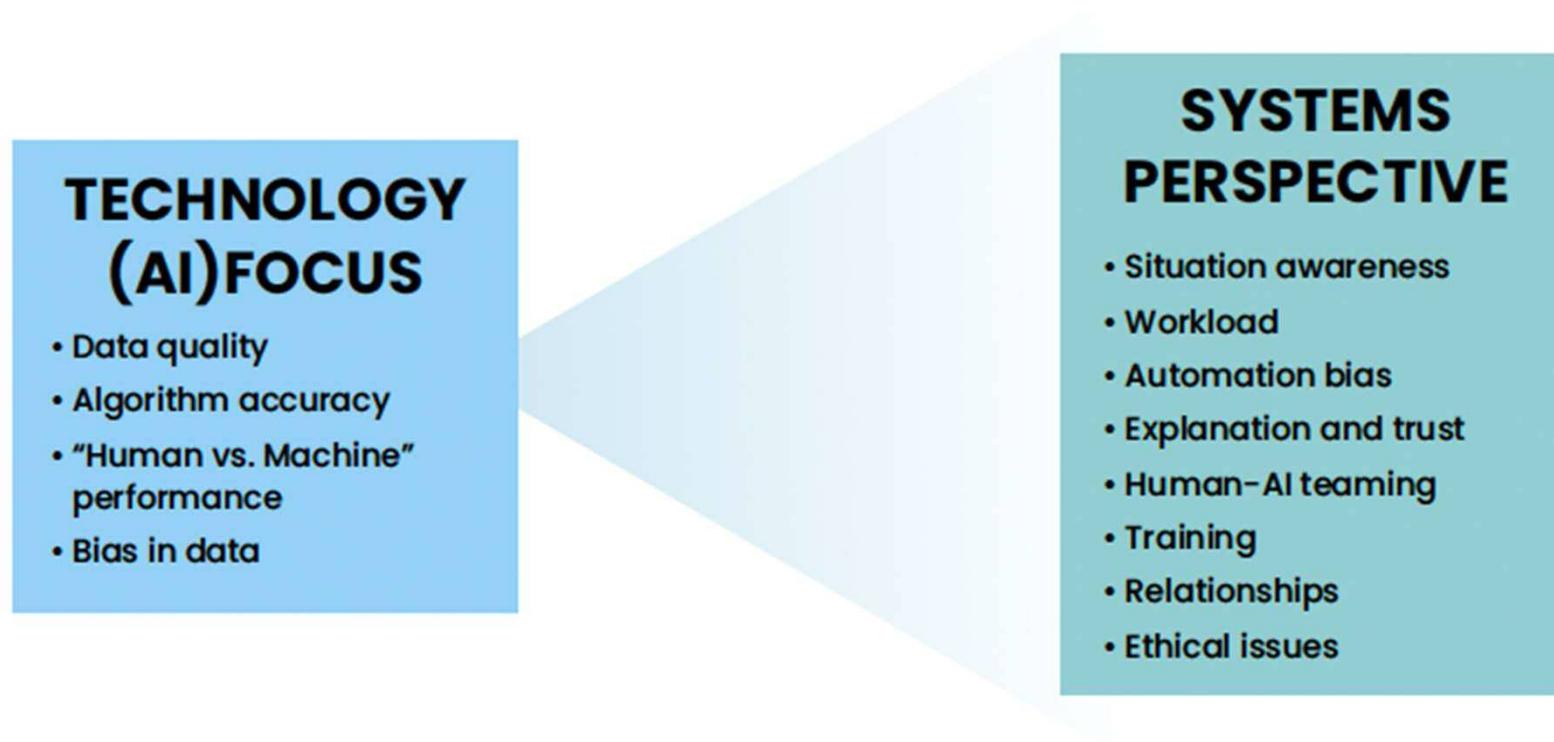 TECHNOLOGY
(AI)FOCUS
• Data quality
• Algorithm accuracy
• “Human vs. Machine”
performance
• Bias in data
SYSTEMS
PERSPECTIVE
• Situation awareness
• Workload
• Automation bias
• Explanation and trust
• Human-AI teaming
• Training
• Relationships
• Ethical issues